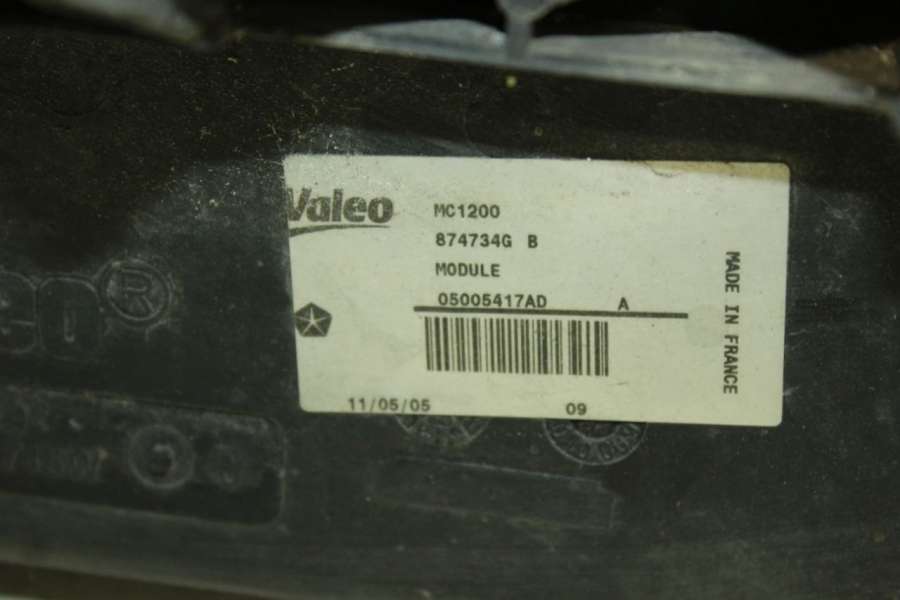 Valeo
MC1200
874734G B
MODULE
05005417AD A
11/05/05 09
MADE IN FRANCE
®